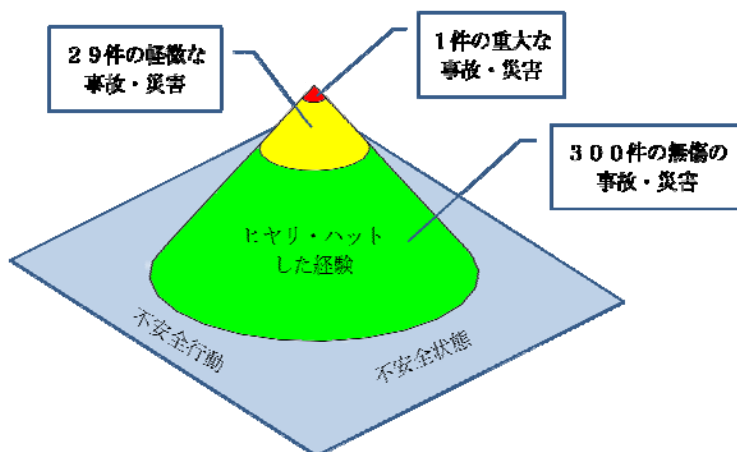 29件の軽微な
事故・災害
1件の重大な
事故・災害
300件の無傷の
事故・災害
ヒヤリ・ハット
した経験
不安全行動
不安全状態